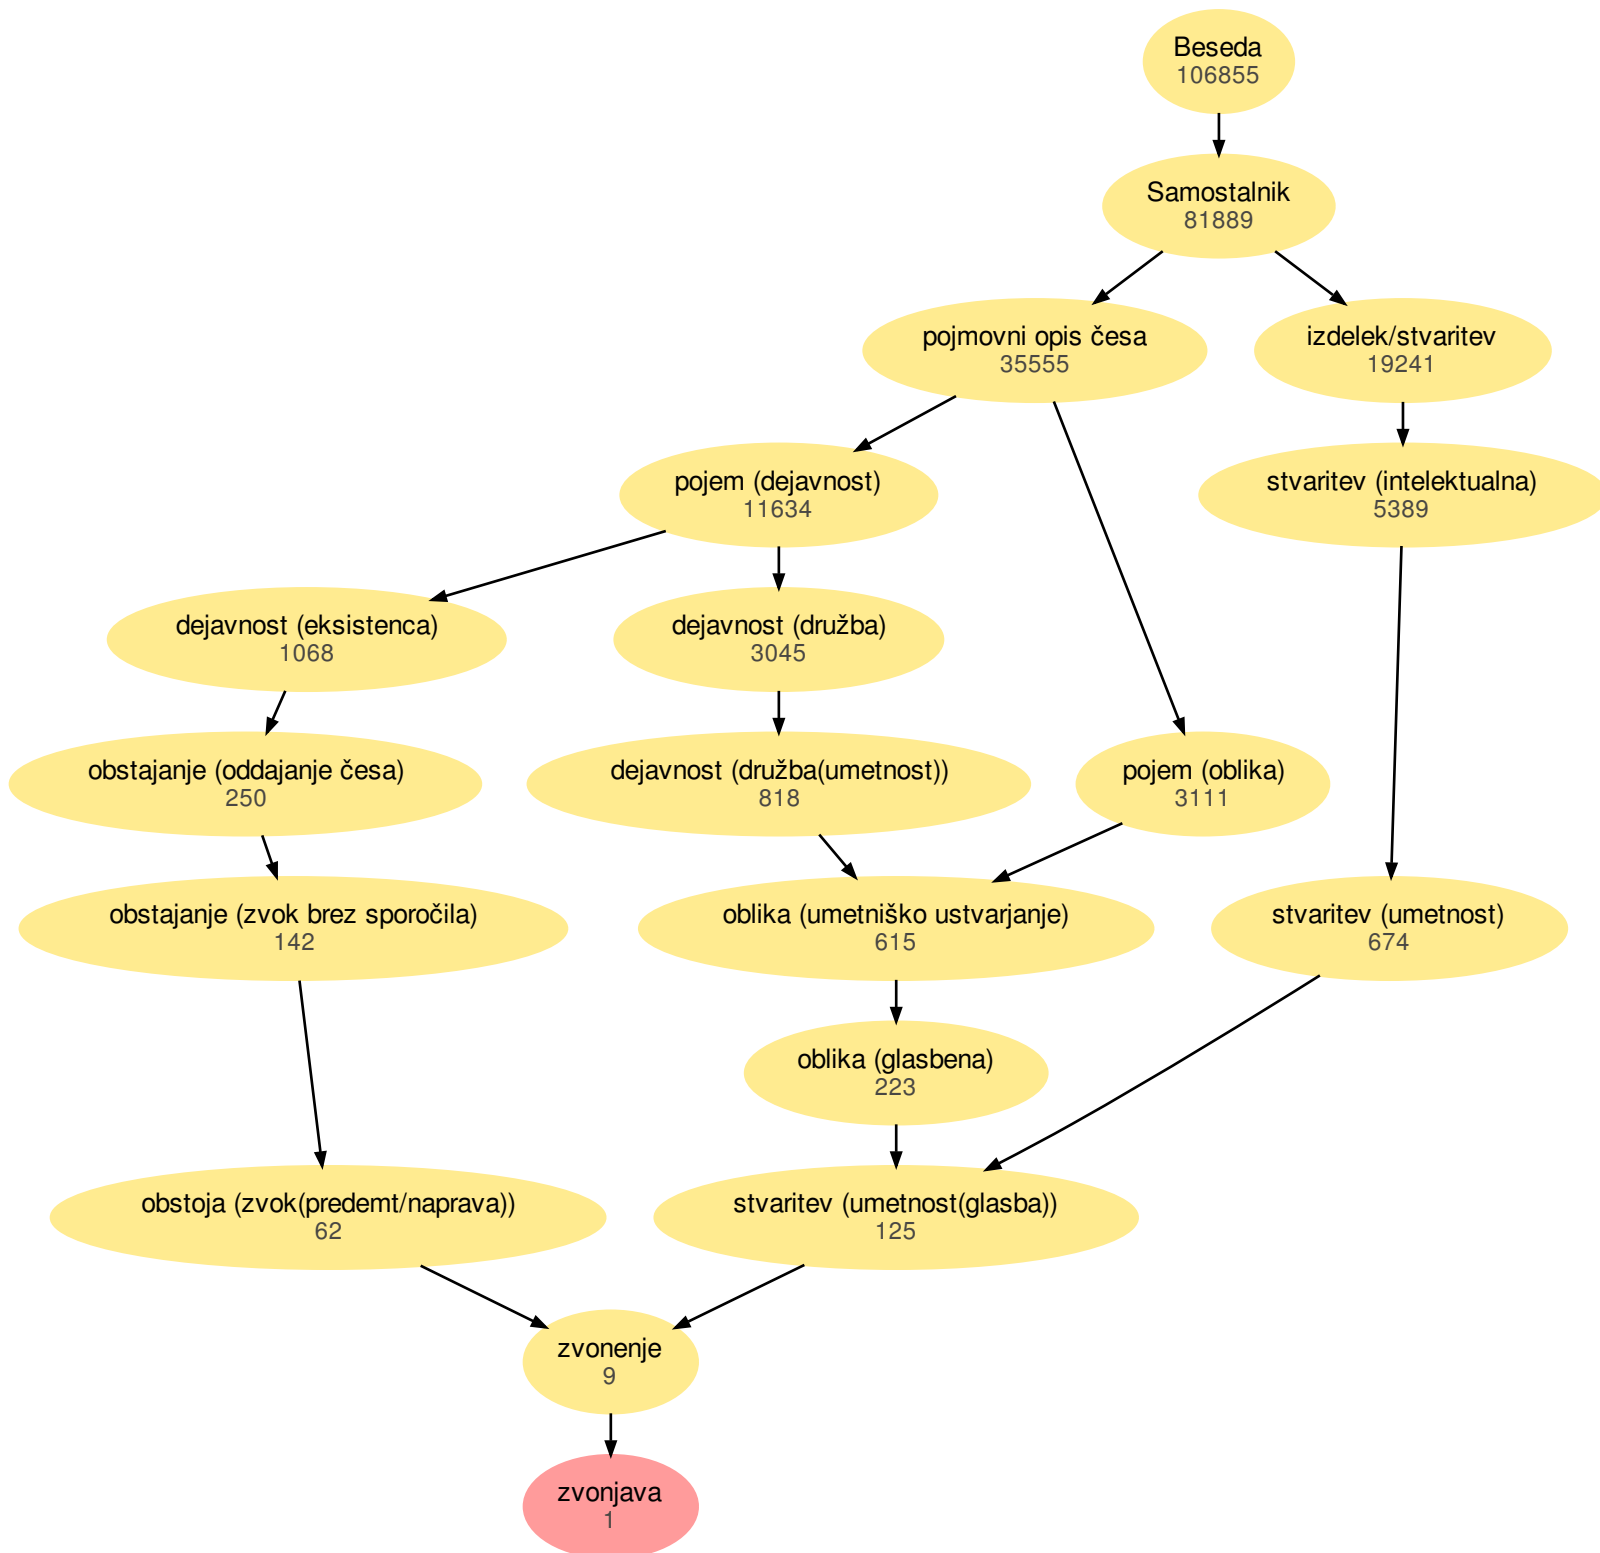 Beseda
106855
Samostalnik
81889
pojmovni opis česa
35555
izdelek/stvaritev
19241
pojem (dejavnost)
11634
stvaritev (intelektualna)
5389
dejavnost (eksistenca)
1068
dejavnost (družba)
3045
obstajanje (oddajanje česa)
250
dejavnost (družba(umetnost))
818
pojem (oblika)
3111
obstajanje (zvok brez sporočila)
142
oblika (umetniško ustvarjanje)
615
stvaritev (umetnost)
674
oblika (glasbena)
223
obstoja (zvok(predemt/naprava))
62
stvaritev (umetnost(glasba))
125
zvonenje
9
zvonjava
1